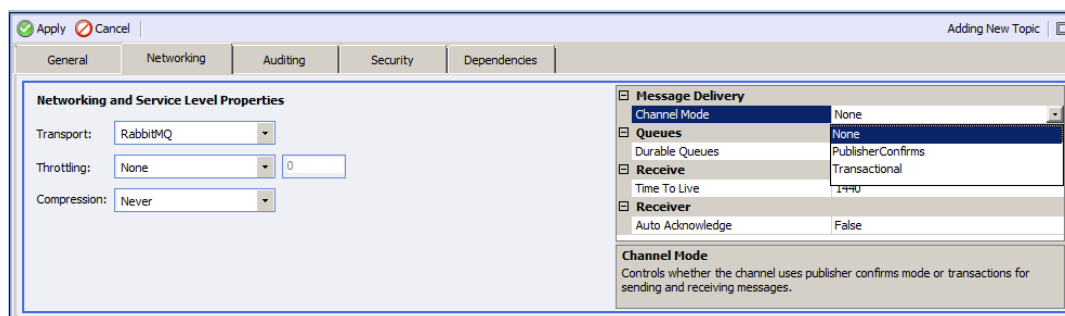 Apply Cancel Adding New Topic
General Networking Auditing Security Dependencies
Networking and Service Level Properties
Transport: RabbitMQ
Throttling: None 0
Compression: Never
Message Delivery
Channel Mode None
None
PublisherConfirms
Transactional
Queues
Durable Queues
Receive
Time To Live 1440
Receiver
Auto Acknowledge False
Channel Mode
Controls whether the channel uses publisher confirms mode or transactions for
sending and receiving messages.